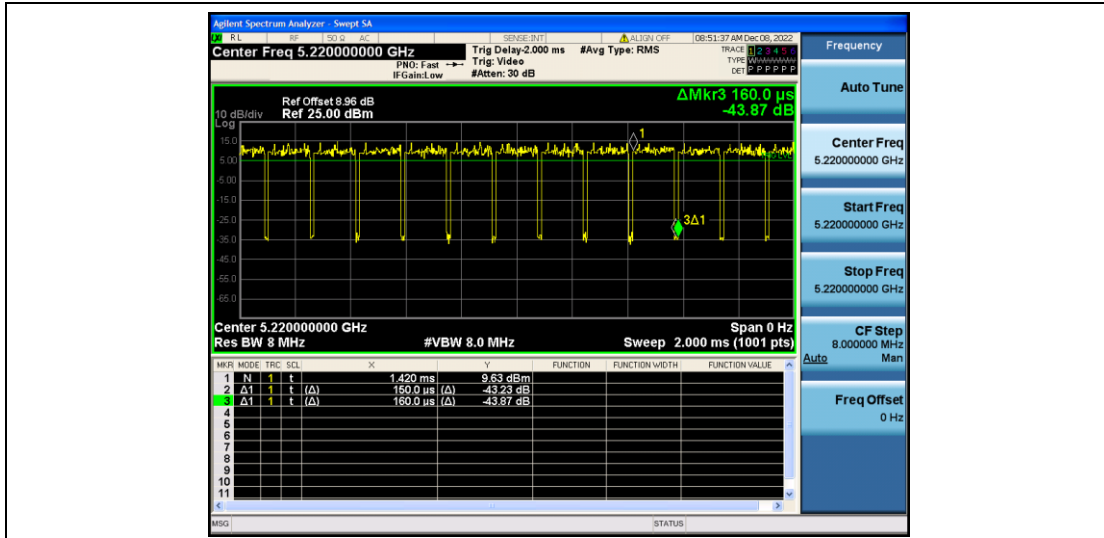 Agilent Spectrum Analyzer - Swept SA
RL RF 50 Ω AC SENSE:INT ALIGN OFF 08:51:37 AM Dec 08, 2022
Center Freq 5.220000000 GHz
PNO: Fast
IFGain:Low
Trig Delay-2.000 ms
Trig: Video
#Atten: 30 dB
#Avg Type: RMS
TRACE 1 2 3 4 5 6
TYPE
DET P P P P P P
Ref Offset 8.96 dB
Ref 25.00 dBm
10 dB/div
Log
ΔMkr3 160.0 µs
-43.87 dB
15.0
5.00
-5.00
-15.0
-25.0
-35.0
-45.0
-55.0
-65.0
1
3Δ1
Center 5.220000000 GHz Span 0 Hz
Res BW 8 MHz #VBW 8.0 MHz Sweep 2.000 ms (1001 pts)
MKR MODE TRC SCL X Y FUNCTION FUNCTION WIDTH FUNCTION VALUE
1 N 1 t 1.420 ms 9.63 dBm
2 Δ1 1 t (Δ) 150.0 µs (Δ) -43.23 dB
3 Δ1 1 t (Δ) 160.0 µs (Δ) -43.87 dB
4
5
6
7
8
9
10
11
MSG STATUS
Frequency
Auto Tune
Center Freq
5.220000000 GHz
Start Freq
5.220000000 GHz
Stop Freq
5.220000000 GHz
CF Step
8.000000 MHz
Auto Man
Freq Offset
0 Hz